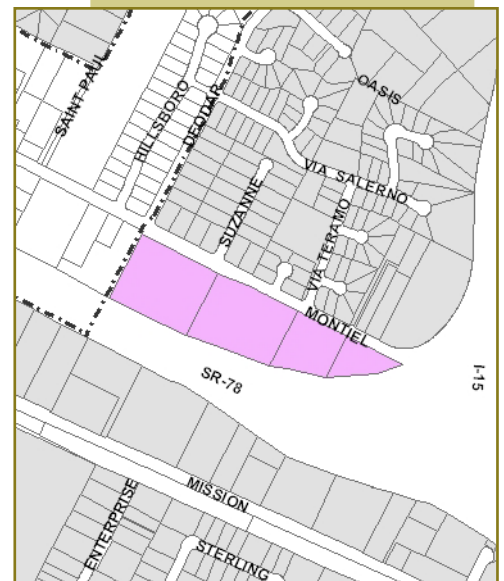 SAINT PAUL
HILLSBORO
DEODAR
OASIS
VIA SALERNO
SUZANNE
VIA TERAMO
MONTIEL
SR-78
I-15
MISSION
ENTERPRISE
STERLING